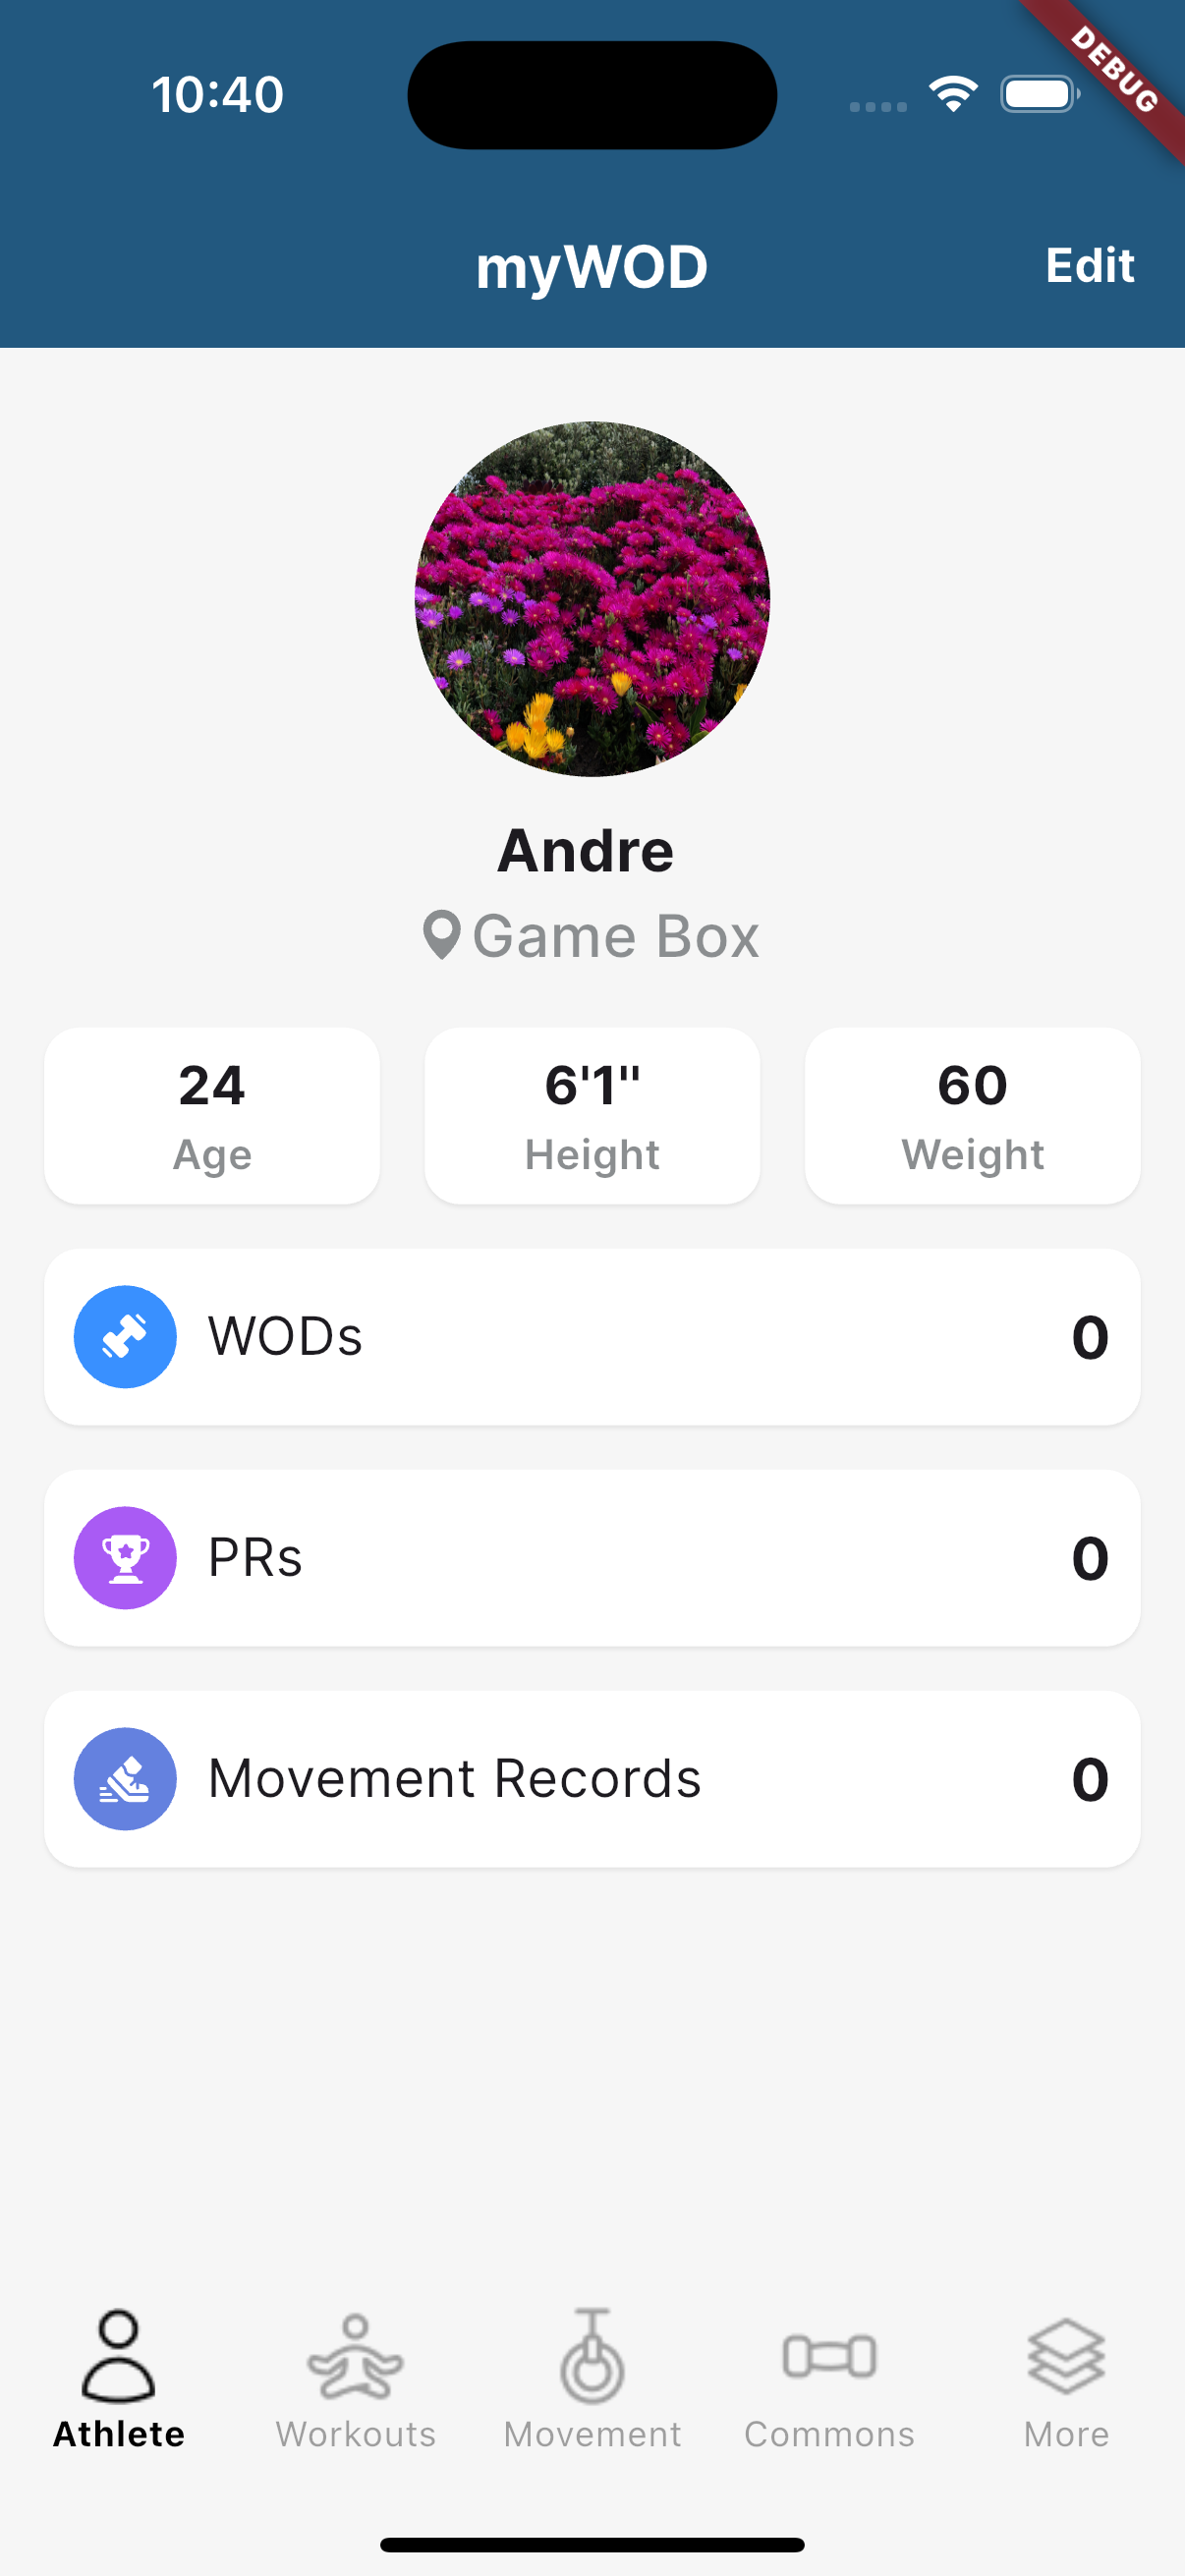 10:40
DEBUG
myWOD
Edit
Andre
Game Box
24
Age
6'1"
Height
60
Weight
WODs
0
PRs
0
Movement Records
0
Athlete
Workouts
Movement
Commons
More